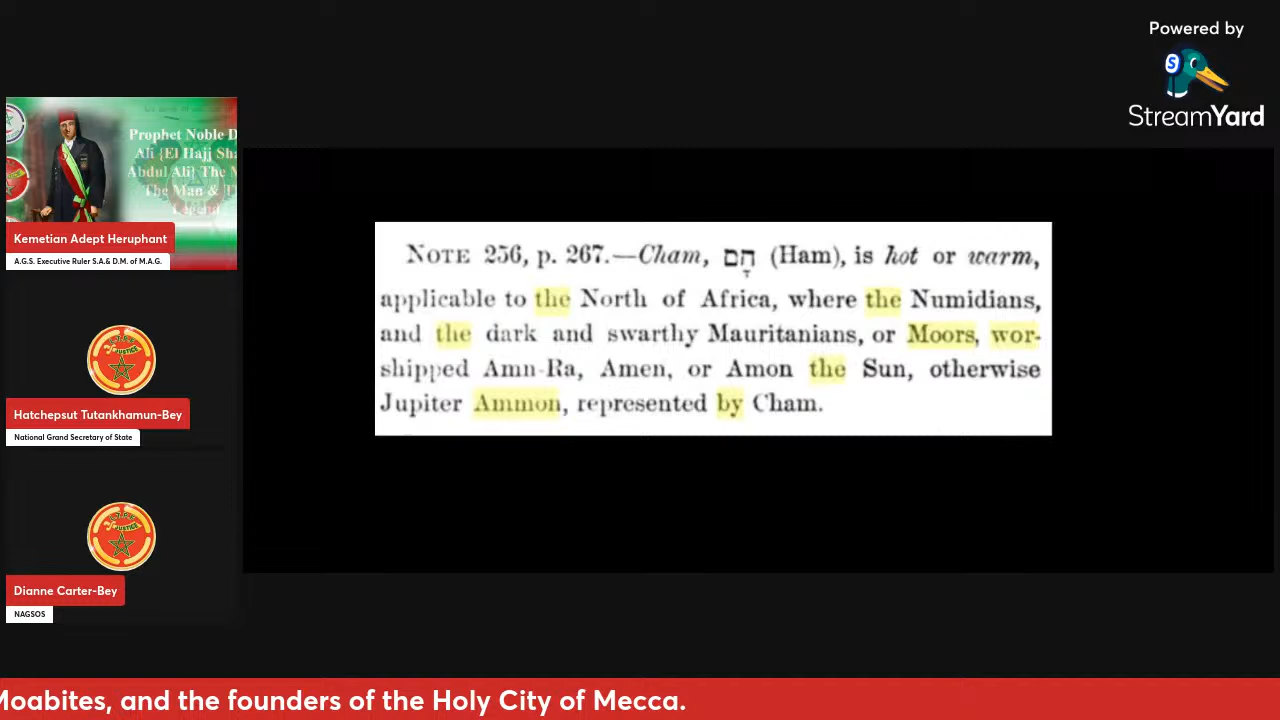 Powered by
StreamYard
Prophet Noble D
Ali {El Hajj Sha
Abdul Ali} The M
The Man & T
Legend
Kemetian Adept Heruphant
A.G.S. Executive Ruler S.A.& D.M. of M.A.G.
JUSTICE
Hatchepsut Tutankhamun-Bey
National Grand Secretary of State
JUSTICE
Dianne Carter-Bey
NAGSOS
NOTE 256, p. 267.—Cham, חָם (Ham), is hot or warm,
applicable to the North of Africa, where the Numidians,
and the dark and swarthy Mauritanians, or Moors, wor-
shipped Amn-Ra, Amen, or Amon the Sun, otherwise
Jupiter Ammon, represented by Cham.
Moabites, and the founders of the Holy City of Mecca.